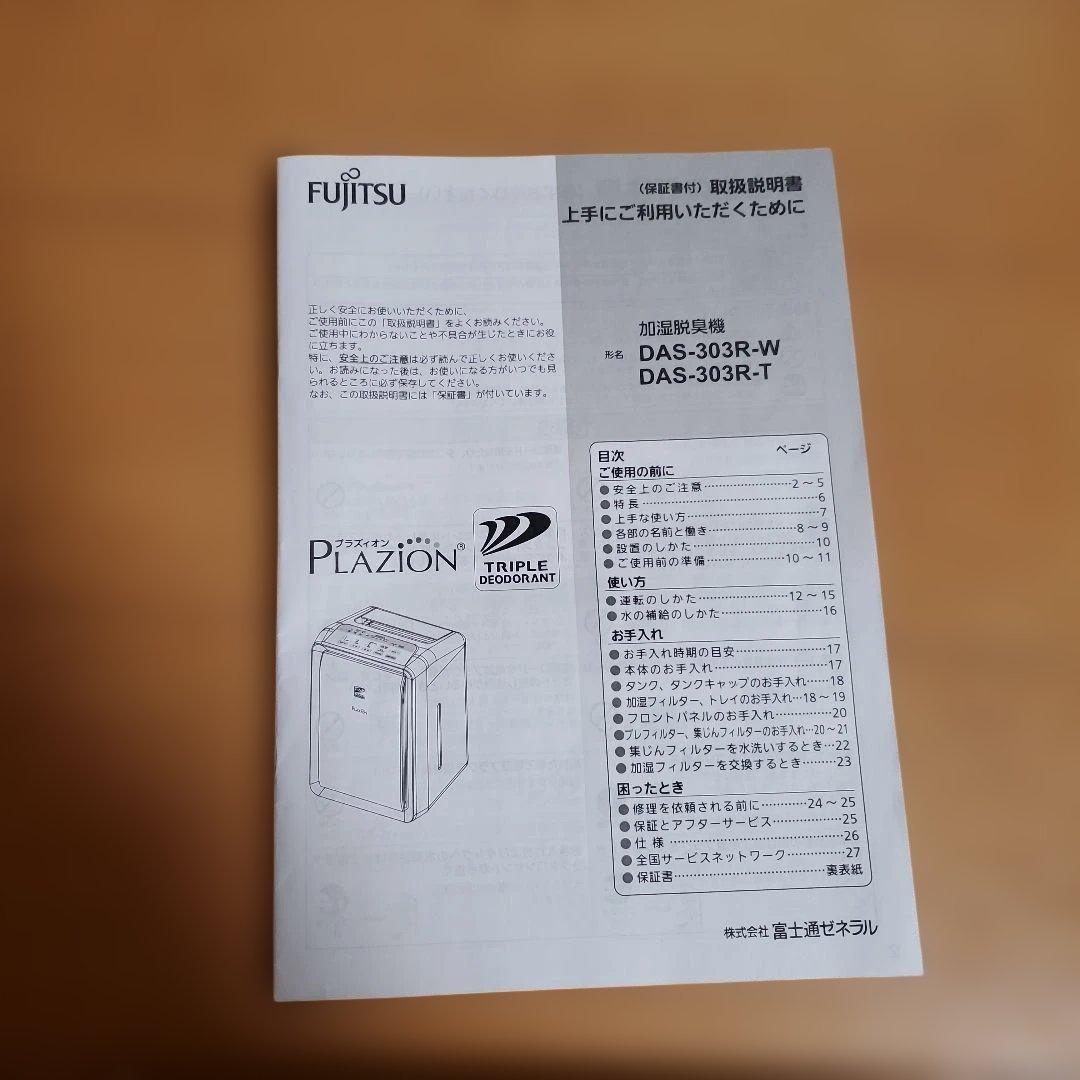 FUJITSU
(保証書付) 取扱説明書
上手にご利用いただくために
正しく安全にお使いいただくために、
ご使用前にこの「取扱説明書」をよくお読みください。
ご使用中にわからないことや不具合が生じたときにお役
に立ちます。
特に、安全上のご注意は必ず読んで正しくお使いくださ
い。お読みになった後は、お使いになる方がいつでも見
られるところに必ず保存してください。
なお、この取扱説明書には「保証書」が付いています。
加湿脱臭機
形名 DAS-303R-W
DAS-303R-T
プラズィオン
PLAZION®
TRIPLE
DEODORANT
目次 ページ
ご使用の前に
●安全上のご注意……………………2～5
●特長……………………………………6
●上手な使い方…………………………7
●各部の名前と働き…………………8～9
●設置のしかた…………………………10
●ご使用前の準備…………………10～11
使い方
●運転のしかた……………………12～15
●水の補給のしかた……………………16
お手入れ
●お手入れ時期の目安…………………17
●本体のお手入れ………………………17
●タンク、タンクキャップのお手入れ……18
●加湿フィルター、トレイのお手入れ…18～19
●フロントパネルのお手入れ……………20
●プレフィルター、集じんフィルターのお手入れ…20～21
●集じんフィルターを水洗いするとき…22
●加湿フィルターを交換するとき………23
困ったとき
●修理を依頼される前に…………24～25
●保証とアフターサービス………………25
●仕様……………………………………26
●全国サービスネットワーク……………27
●保証書……………………………裏表紙
株式会社 富士通ゼネラル